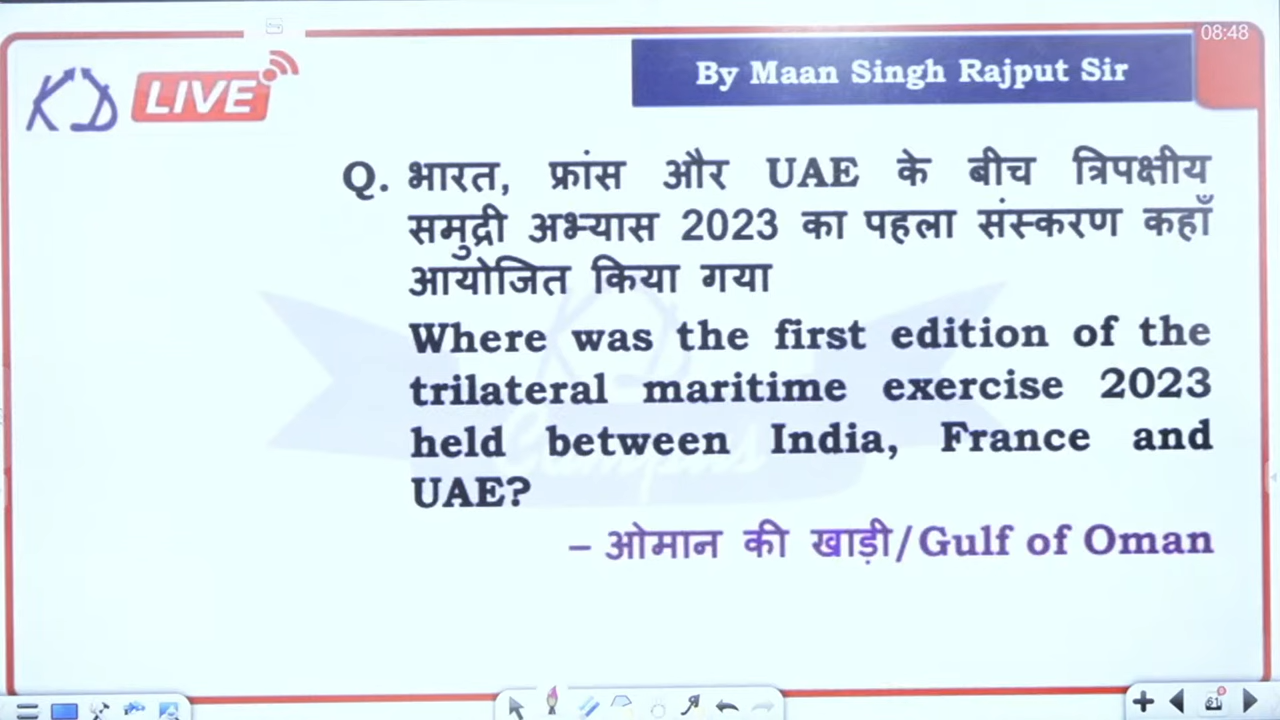 08:48
KD LIVE
By Maan Singh Rajput Sir
Q. भारत, फ्रांस और UAE के बीच त्रिपक्षीय
समुद्री अभ्यास 2023 का पहला संस्करण कहाँ
आयोजित किया गया
Where was the first edition of the
trilateral maritime exercise 2023
held between India, France and
UAE?
– ओमान की खाड़ी/Gulf of Oman
61